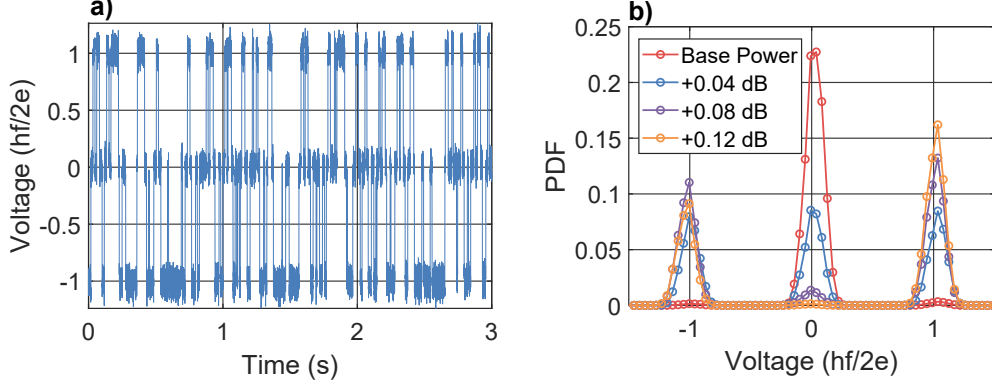 a)
Voltage (hf/2e)
1
0.5
0
-0.5
-1
0
1
2
3
Time (s)
b)
PDF
0.25
0.2
0.15
0.1
0.05
0
Base Power
+0.04 dB
+0.08 dB
+0.12 dB
-1
0
1
Voltage (hf/2e)